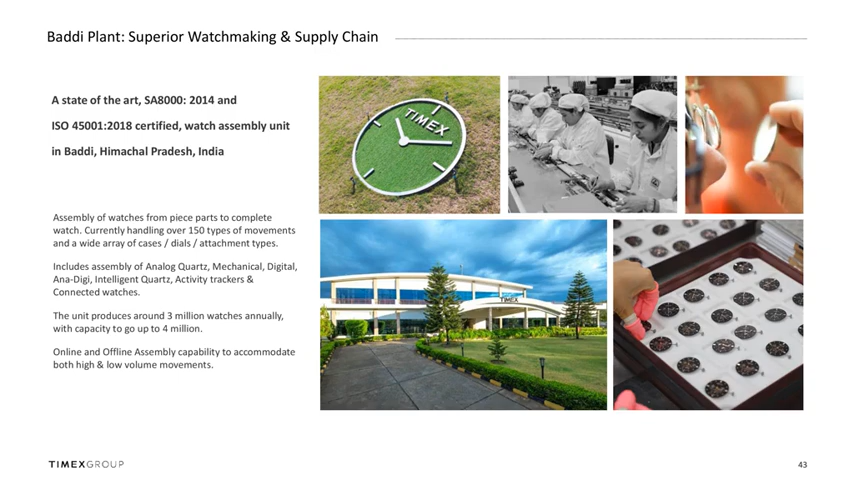 Baddi Plant: Superior Watchmaking & Supply Chain
A state of the art, SA8000: 2014 and
ISO 45001:2018 certified, watch assembly unit
in Baddi, Himachal Pradesh, India
Assembly of watches from piece parts to complete
watch. Currently handling over 150 types of movements
and a wide array of cases / dials / attachment types.
Includes assembly of Analog Quartz, Mechanical, Digital,
Ana-Digi, Intelligent Quartz, Activity trackers &
Connected watches.
The unit produces around 3 million watches annually,
with capacity to go up to 4 million.
Online and Offline Assembly capability to accommodate
both high & low volume movements.
TIMEX
TIMEX
TIMEXGROUP
43